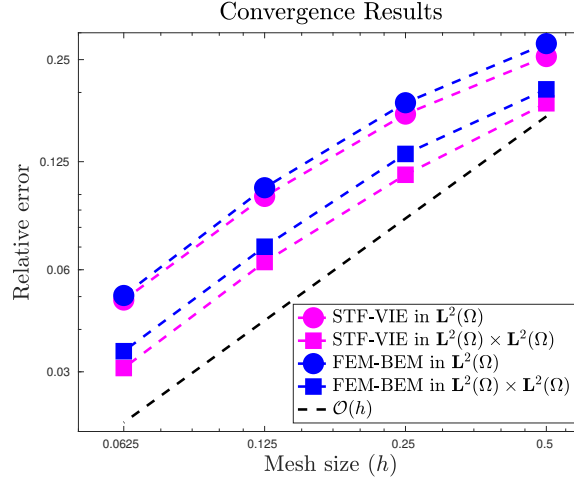 Convergence Results
Relative error
0.25
0.125
0.06
0.03
STF-VIE in L²(Ω)
STF-VIE in L²(Ω) × L²(Ω)
FEM-BEM in L²(Ω)
FEM-BEM in L²(Ω) × L²(Ω)
𝒪(h)
0.0625 0.125 0.25 0.5
Mesh size (h)